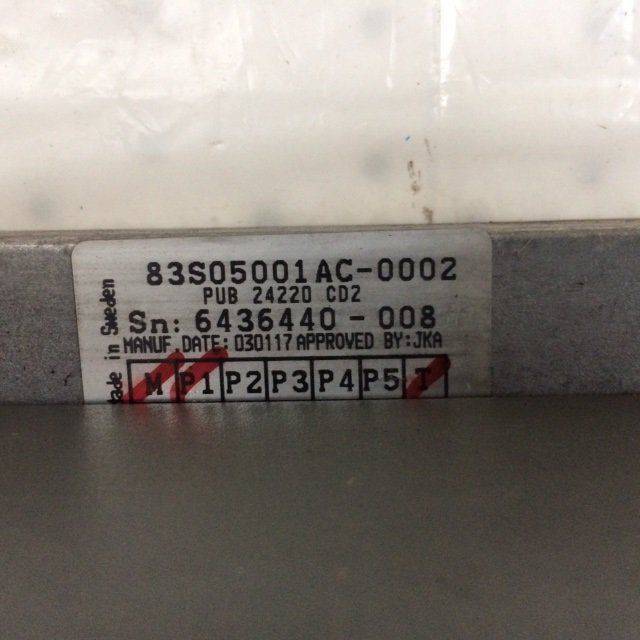 83S05001AC-0002
PUB 24220 CD2
Sn: 6436440-008
MANUF. DATE: 030117 APPROVED BY:JKA
M P1 P2 P3 P4 P5 T
in Sweden